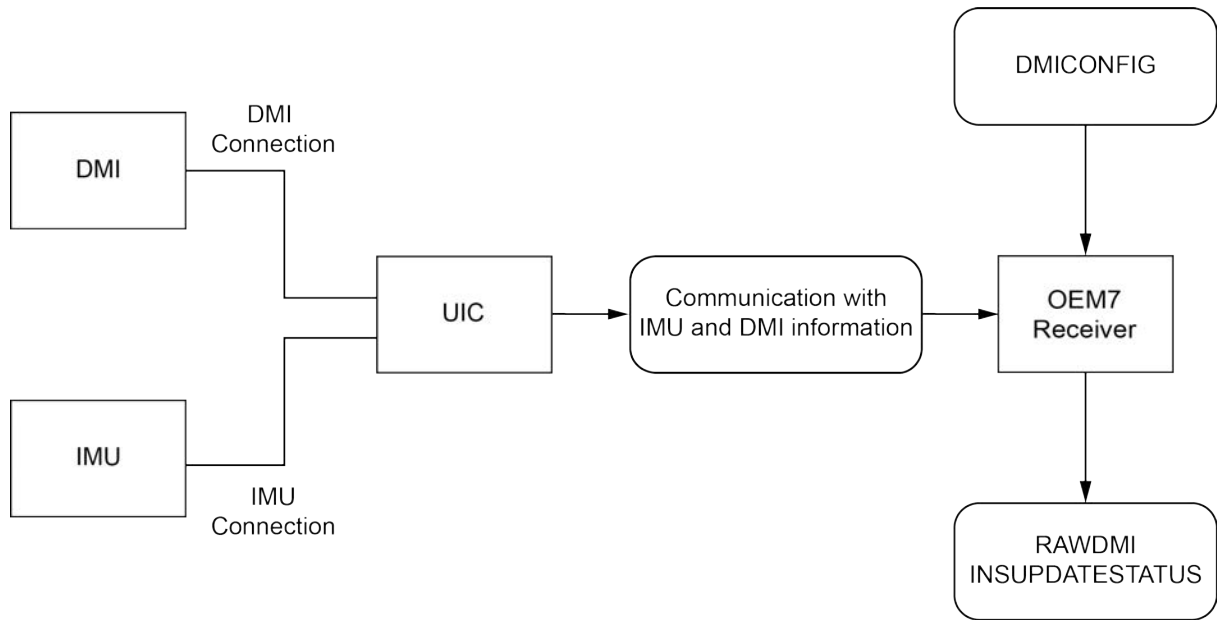 DMICONFIG
DMI
Connection
DMI
UIC
Communication with
IMU and DMI information
OEM7
Receiver
IMU
IMU
Connection
RAWDMI
INSUPDATESTATUS